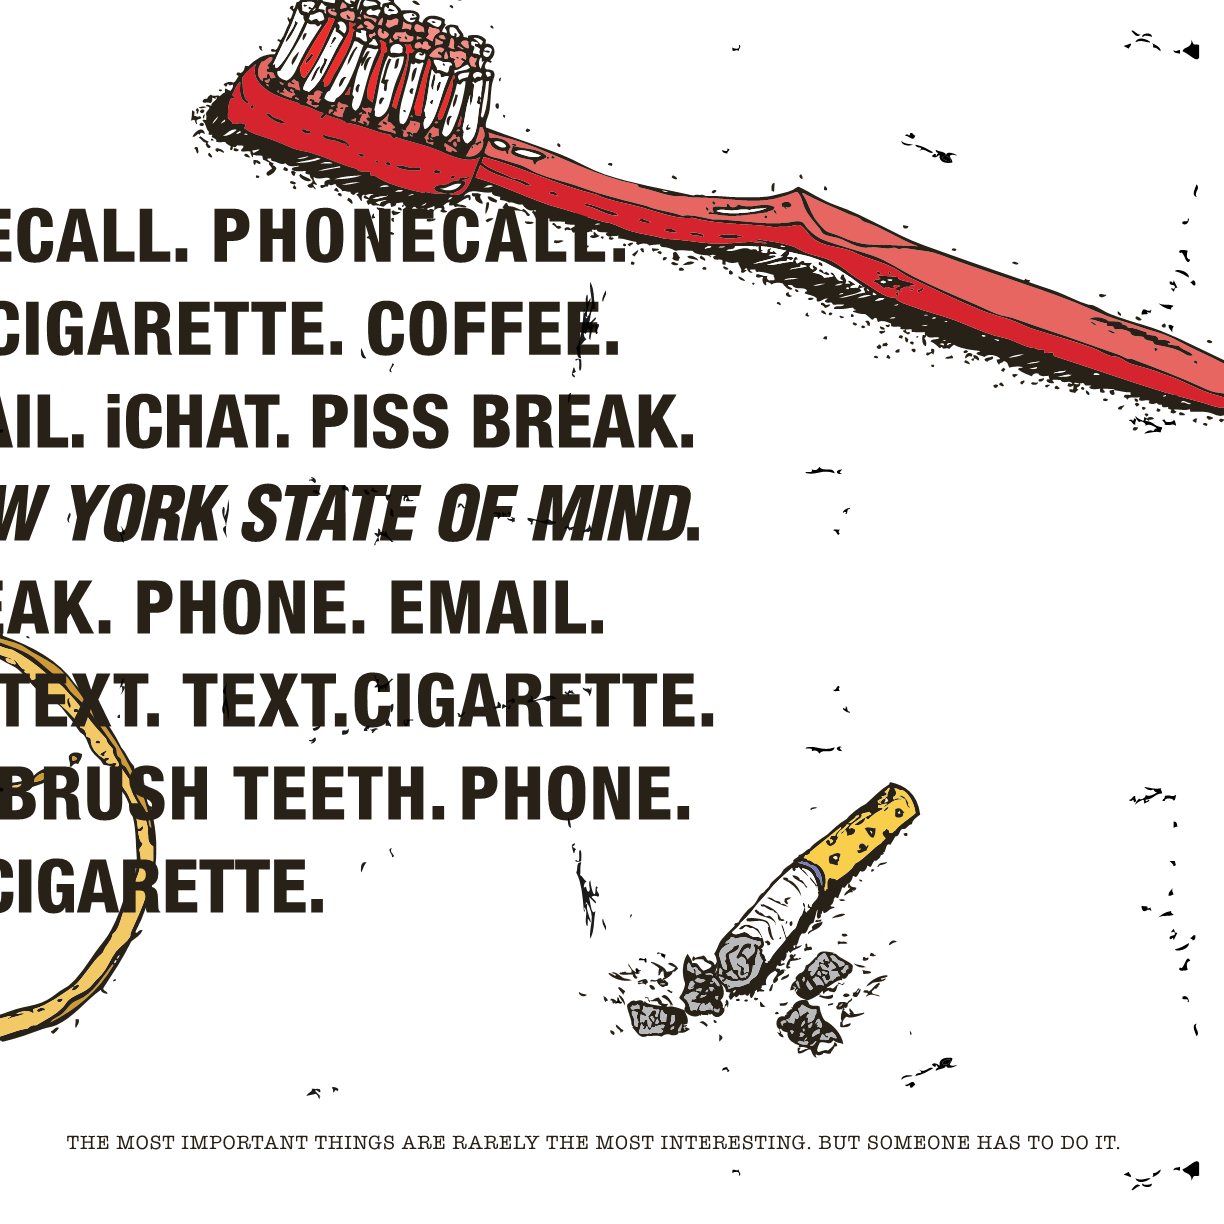 ECALL. PHONECALL.
CIGARETTE. COFFEE.
AIL. iCHAT. PISS BREAK.
W YORK STATE OF MIND.
EAK. PHONE. EMAIL.
TEXT. TEXT.CIGARETTE.
BRUSH TEETH. PHONE.
CIGARETTE.
THE MOST IMPORTANT THINGS ARE RARELY THE MOST INTERESTING. BUT SOMEONE HAS TO DO IT.